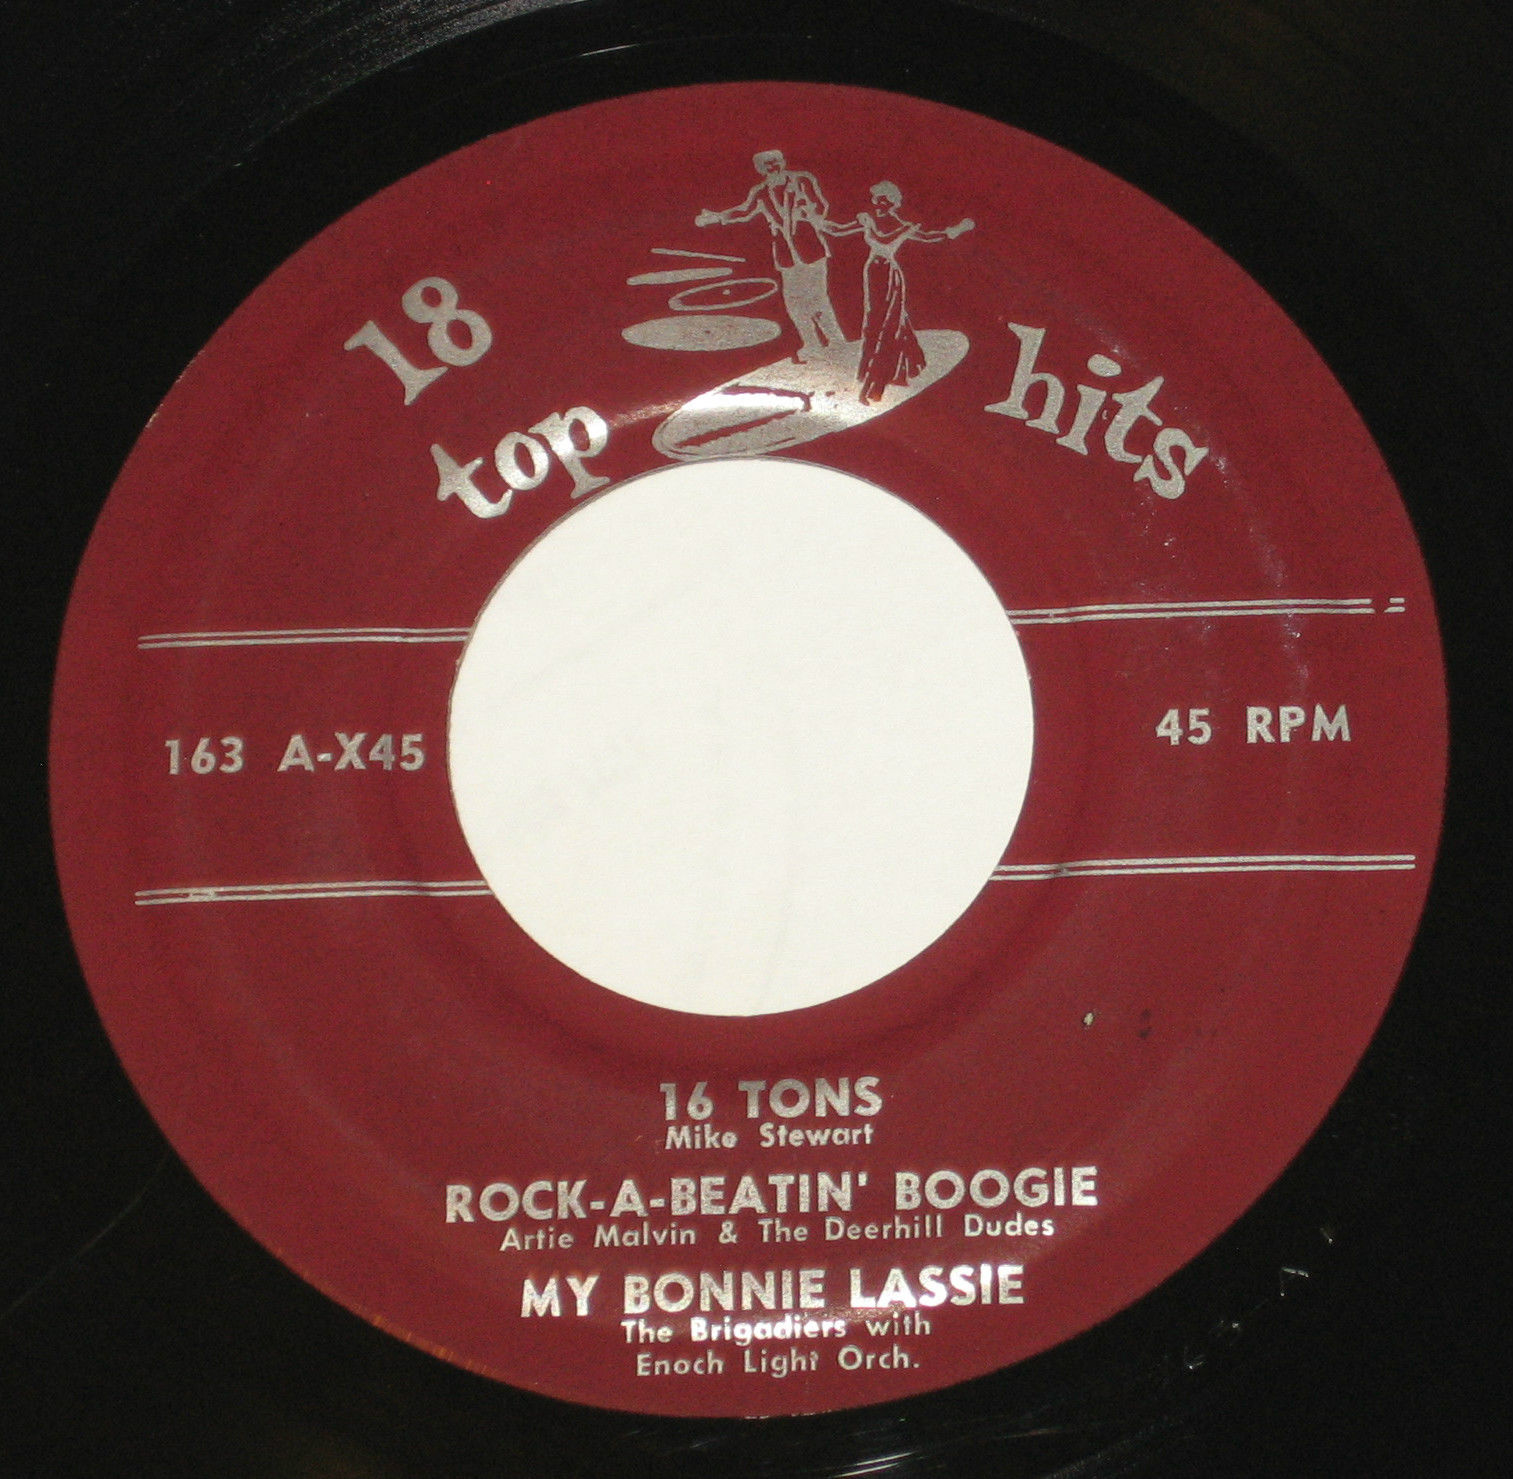 18
top hits
163 A-X45
45 RPM
16 TONS
Mike Stewart
ROCK-A-BEATIN' BOOGIE
Artie Malvin & The Deerhill Dudes
MY BONNIE LASSIE
The Brigadiers with
Enoch Light Orch.